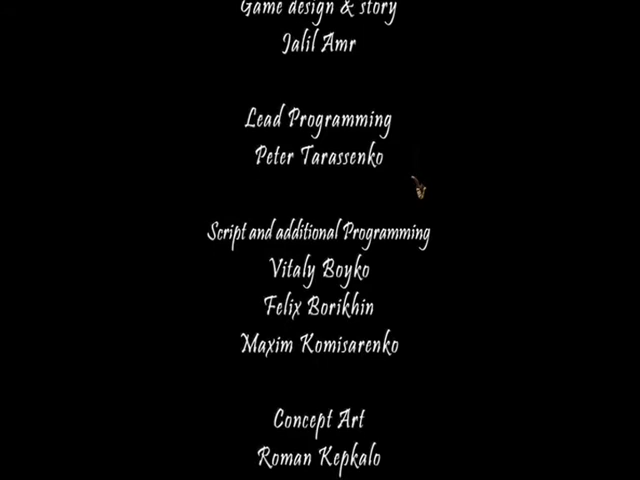 Game design & story
Jalil Amr
Lead Programming
Peter Tarassenko
Script and additional Programming
Vitaly Boyko
Felix Borikhin
Maxim Komisarenko
Concept Art
Roman Kepkalo